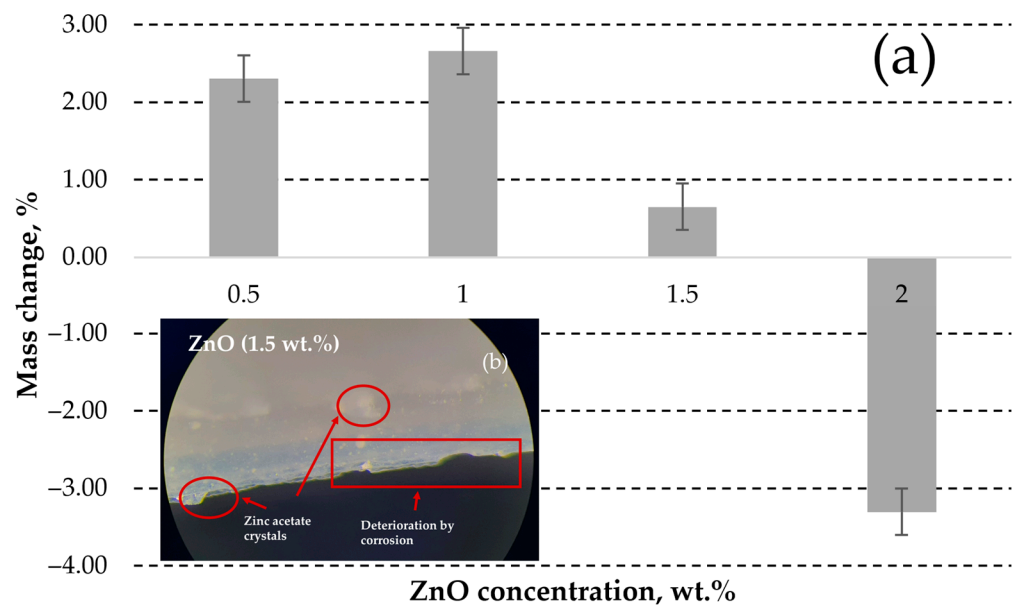 3.00
(a)
2.00
1.00
0.00
−1.00
−2.00
−3.00
−4.00
Mass change, %
0.5
1
1.5
2
ZnO (1.5 wt.%)
(b)
Zinc acetate
crystals
Deterioration by
corrosion
ZnO concentration, wt.%